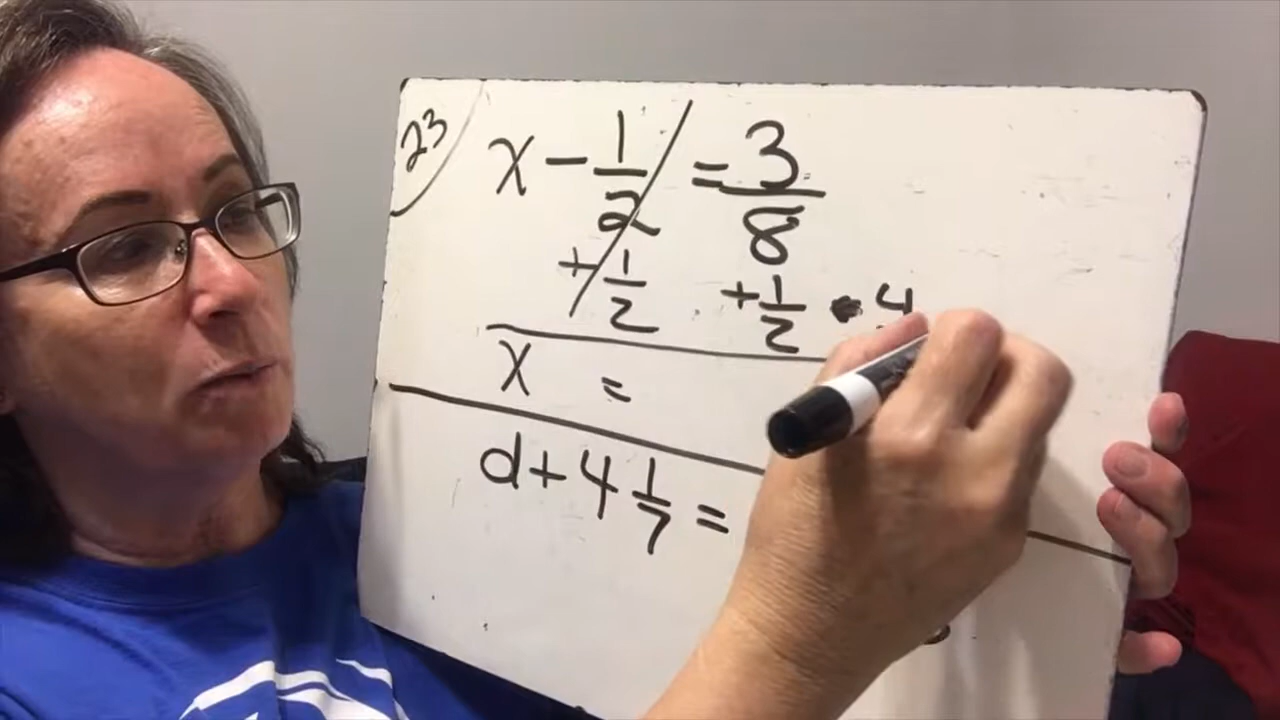 23
x - 1/2 = 3/8
+ 1/2 + 1/2 • 4
x =
d + 4 1/7 =